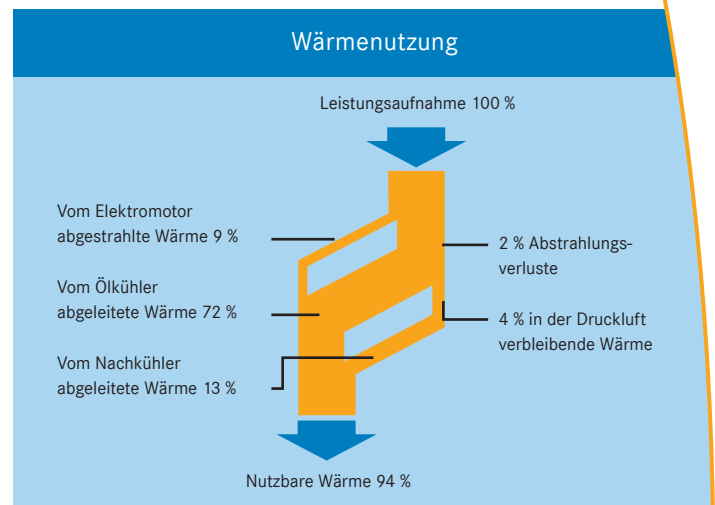 Wärmenutzung
Leistungsaufnahme 100 %
Vom Elektromotor
abgestrahlte Wärme 9 %
2 % Abstrahlungs-
verluste
Vom Ölkühler
abgeleitete Wärme 72 %
4 % in der Druckluft
verbleibende Wärme
Vom Nachkühler
abgeleitete Wärme 13 %
Nutzbare Wärme 94 %